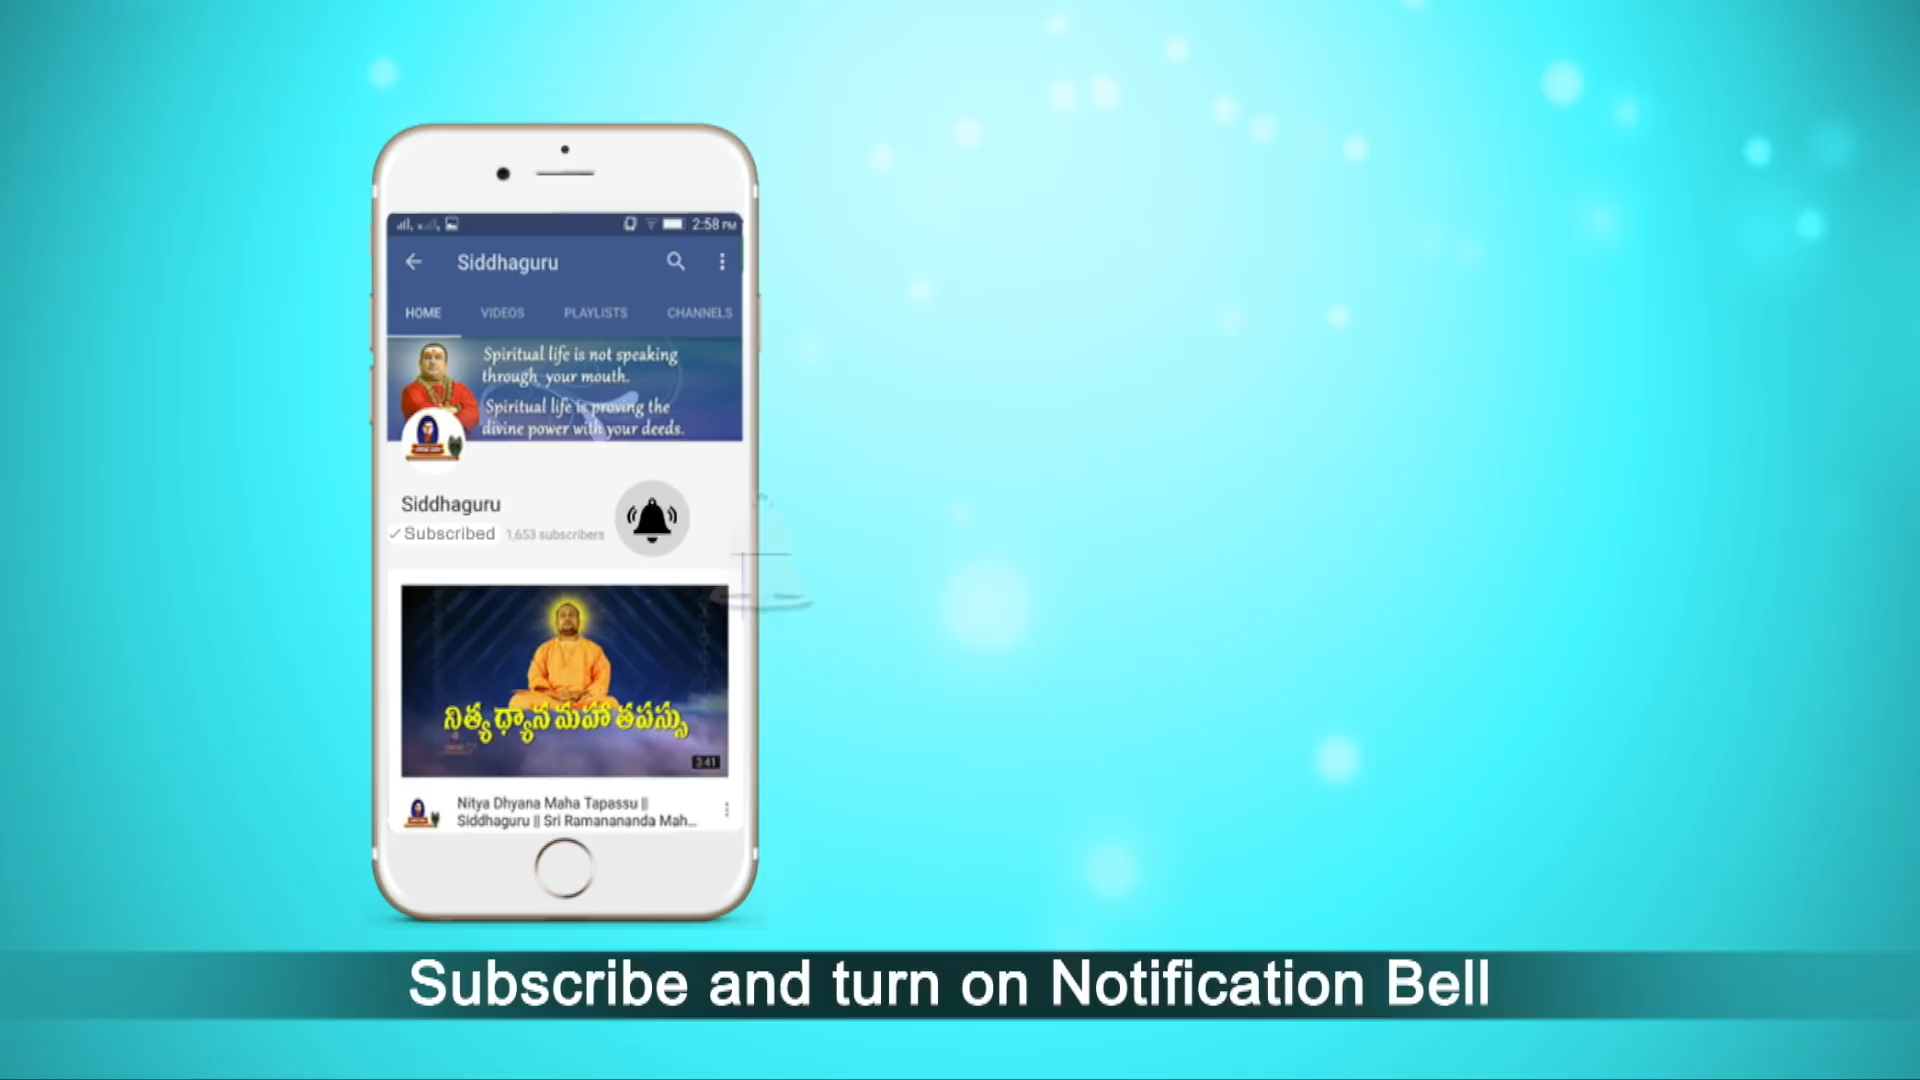 2:58 PM
Siddhaguru
HOME VIDEOS PLAYLISTS CHANNELS
Spiritual life is not speaking
through your mouth.
Spiritual life is proving the
divine power with your deeds.
Siddhaguru
Subscribed 1,653 subscribers
నిత్య ధ్యాన మహా తపస్సు
3:41
Nitya Dhyana Maha Tapassu ||
Siddhaguru || Sri Ramanananda Mah...
Subscribe and turn on Notification Bell